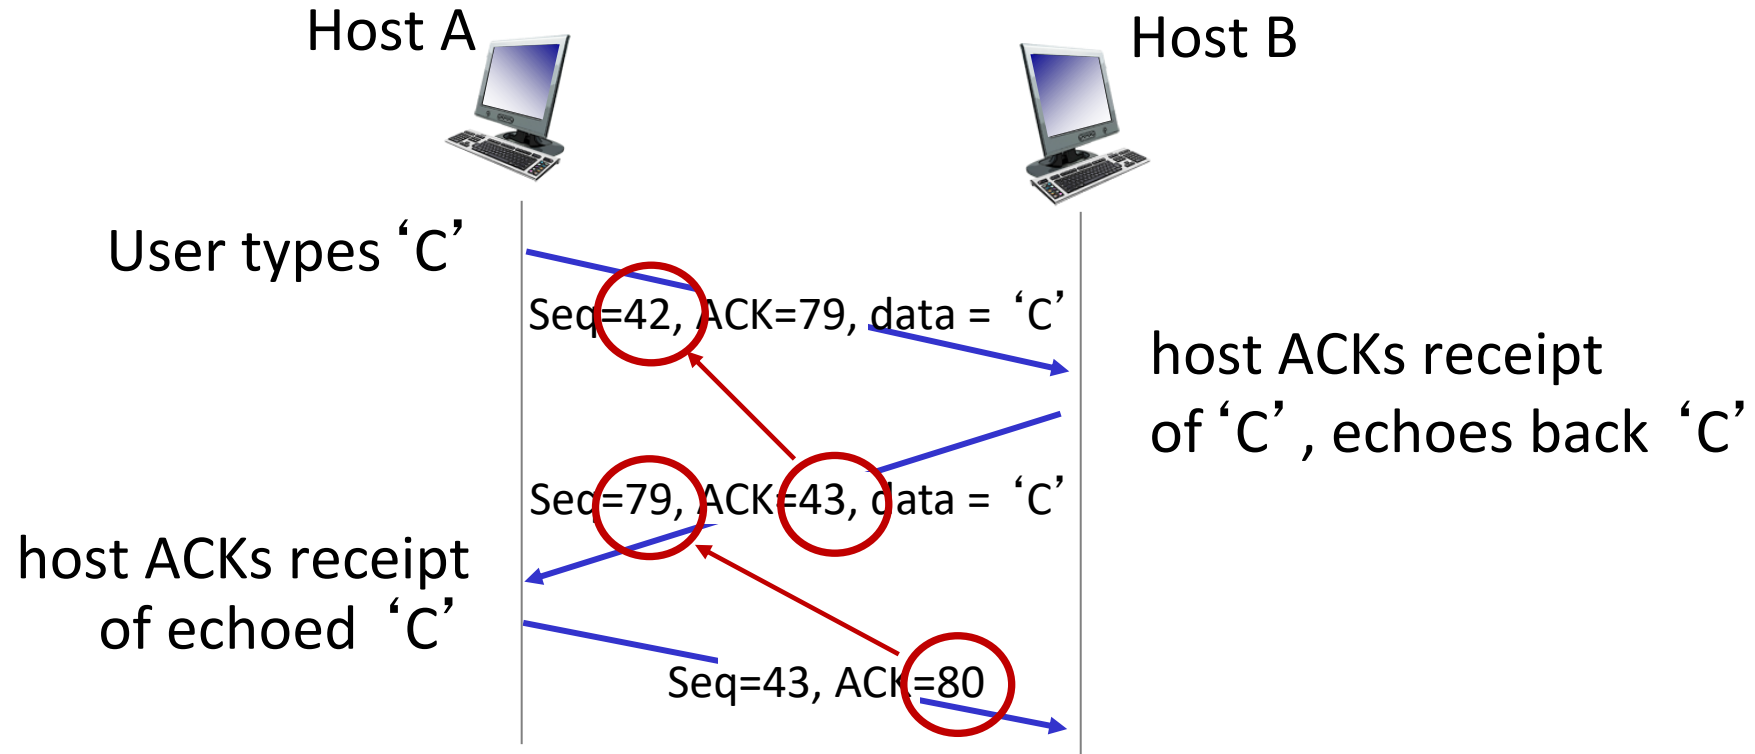 Host A
Host B
User types ‘C’
Seq=42, ACK=79, data = ‘C’
host ACKs receipt
of ‘C’, echoes back ‘C’
Seq=79, ACK=43, data = ‘C’
host ACKs receipt
of echoed ‘C’
Seq=43, ACK=80